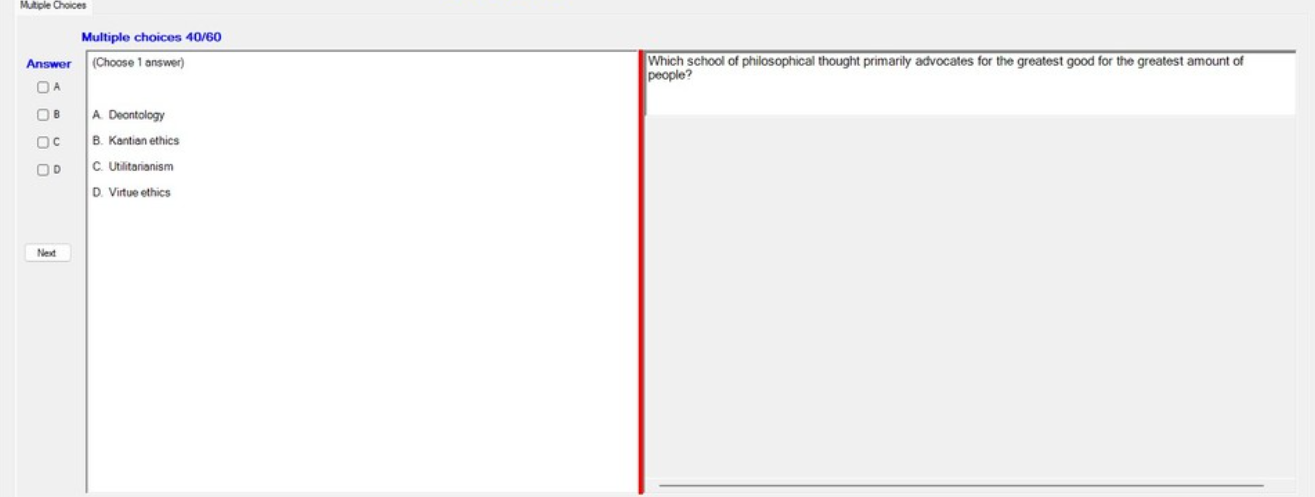 Multiple Choices
Multiple choices 40/60
Answer
(Choose 1 answer)
Which school of philosophical thought primarily advocates for the greatest good for the greatest amount of
people?
A
B
A. Deontology
C
B. Kantian ethics
D
C. Utilitarianism
D. Virtue ethics
Next